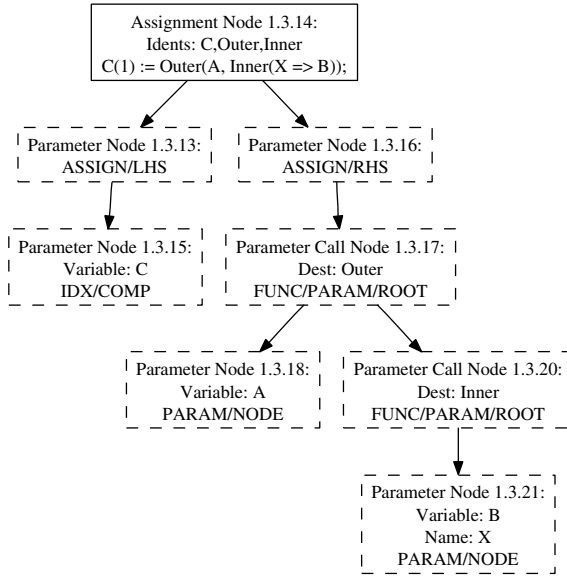 Assignment Node 1.3.14:
Idents: C,Outer,Inner
C(1) := Outer(A, Inner(X => B));
Parameter Node 1.3.13:
ASSIGN/LHS
Parameter Node 1.3.16:
ASSIGN/RHS
Parameter Node 1.3.15:
Variable: C
IDX/COMP
Parameter Call Node 1.3.17:
Dest: Outer
FUNC/PARAM/ROOT
Parameter Node 1.3.18:
Variable: A
PARAM/NODE
Parameter Call Node 1.3.20:
Dest: Inner
FUNC/PARAM/ROOT
Parameter Node 1.3.21:
Variable: B
Name: X
PARAM/NODE